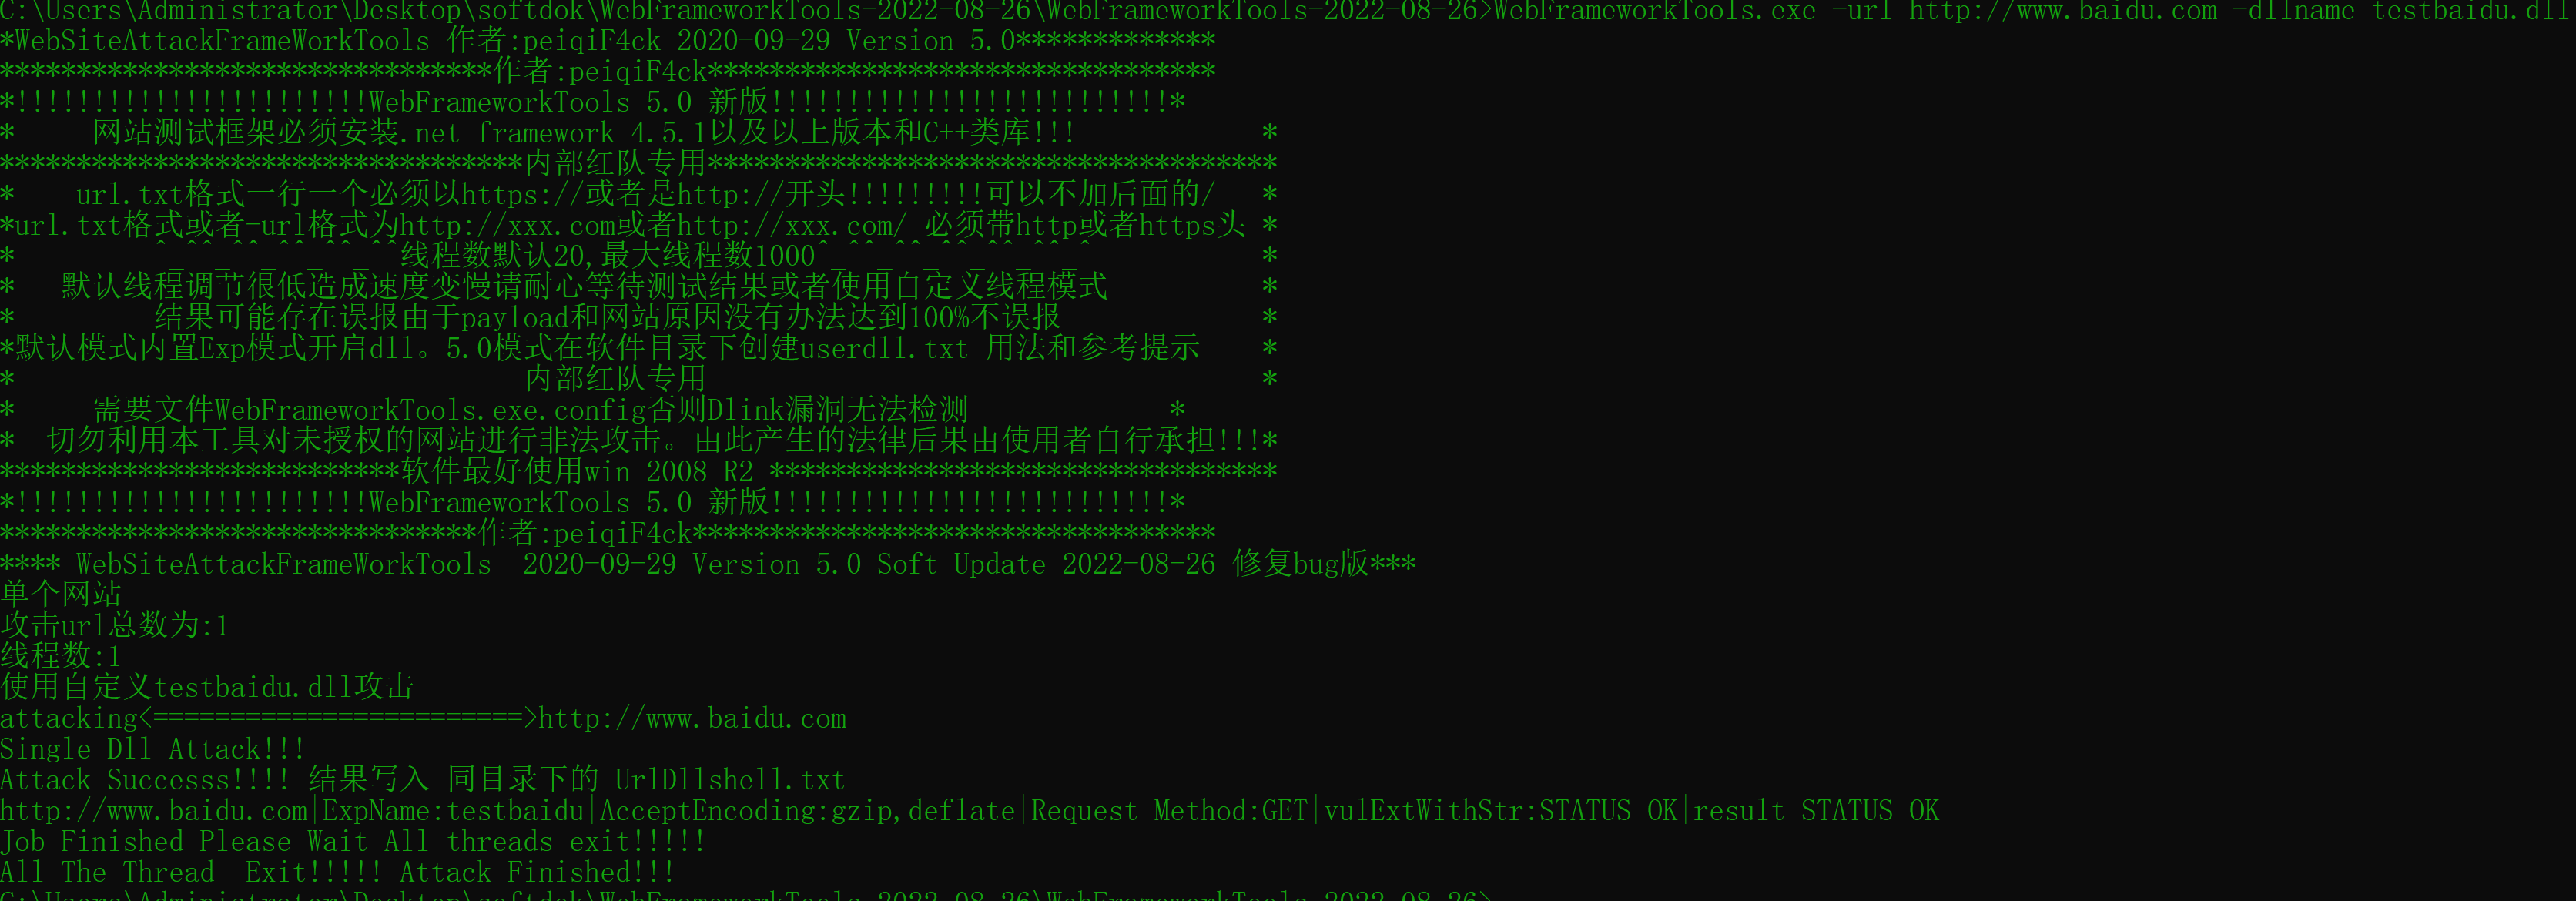 C:\Users\Administrator\Desktop\softdok\WebFrameworkTools-2022-08-26\WebFrameworkTools-2022-08-26>WebFrameworkTools.exe -url http://www.baidu.com -dllname testbaidu.dll
*WebSiteAttackFrameWorkTools 作者:peiqiF4ck 2020-09-29 Version 5.0*************
********************************作者:peiqiF4ck*********************************
*!!!!!!!!!!!!!!!!!!!!!!!WebFrameworkTools 5.0 新版!!!!!!!!!!!!!!!!!!!!!!!!!!*
*     网站测试框架必须安装.net framework 4.5.1以及以上版本和C++类库!!!            *
**********************************内部红队专用*************************************
*    url.txt格式一行一个必须以https://或者是http://开头!!!!!!!!!可以不加后面的/   *
*url.txt格式或者-url格式为http://xxx.com或者http://xxx.com/ 必须带http或者https头 *
*         ^_^^_^^_^^_^^_^^_线程数默认20,最大线程数1000^_^^_^^_^^_^^_^^_^           *
*   默认线程调节很低造成速度变慢请耐心等待测试结果或者使用自定义线程模式          *
*         结果可能存在误报由于payload和网站原因没有办法达到100%不误报             *
*默认模式内置Exp模式开启dll。5.0模式在软件目录下创建userdll.txt 用法和参考提示    *
*                                 内部红队专用                                    *
*     需要文件WebFrameworkTools.exe.config否则Dlink漏洞无法检测             *
*  切勿利用本工具对未授权的网站进行非法攻击。由此产生的法律后果由使用者自行承担!!!*
**************************软件最好使用win 2008 R2 *********************************
*!!!!!!!!!!!!!!!!!!!!!!!WebFrameworkTools 5.0 新版!!!!!!!!!!!!!!!!!!!!!!!!!!*
*******************************作者:peiqiF4ck**********************************
**** WebSiteAttackFrameWorkTools  2020-09-29 Version 5.0 Soft Update 2022-08-26 修复bug版***
单个网站
攻击url总数为:1
线程数:1
使用自定义testbaidu.dll攻击
attacking<========================>http://www.baidu.com
Single Dll Attack!!!
Attack Successs!!!! 结果写入 同目录下的 UrlDllshell.txt
http://www.baidu.com|ExpName:testbaidu|AcceptEncoding:gzip,deflate|Request Method:GET|vulExtWithStr:STATUS OK|result STATUS OK
Job Finished Please Wait All threads exit!!!!!
All The Thread  Exit!!!!! Attack Finished!!!
C:\Users\Administrator\Desktop\softdok\WebFrameworkTools-2022-08-26\WebFrameworkTools-2022-08-26>